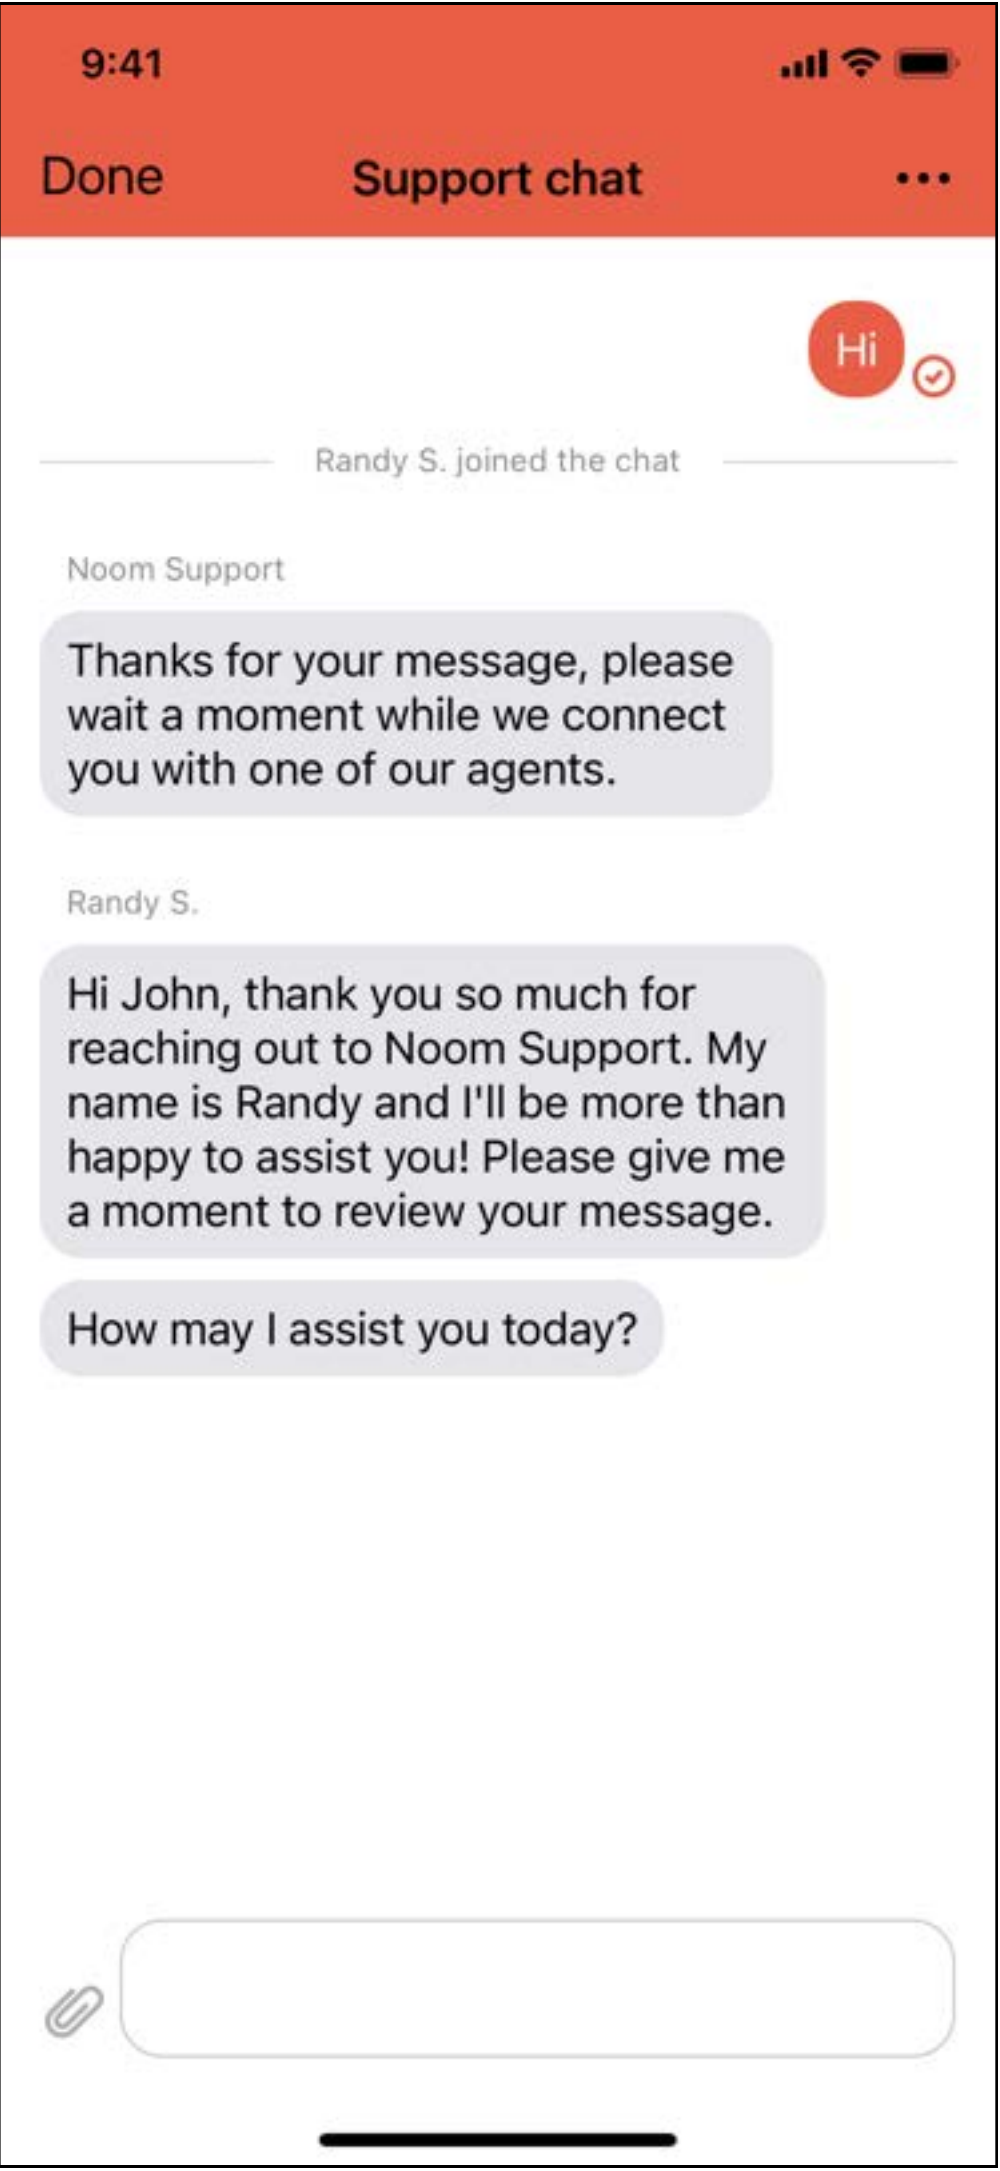 9:41
Done
Support chat
Hi
Randy S. joined the chat
Noom Support
Thanks for your message, please
wait a moment while we connect
you with one of our agents.
Randy S.
Hi John, thank you so much for
reaching out to Noom Support. My
name is Randy and I'll be more than
happy to assist you! Please give me
a moment to review your message.
How may I assist you today?